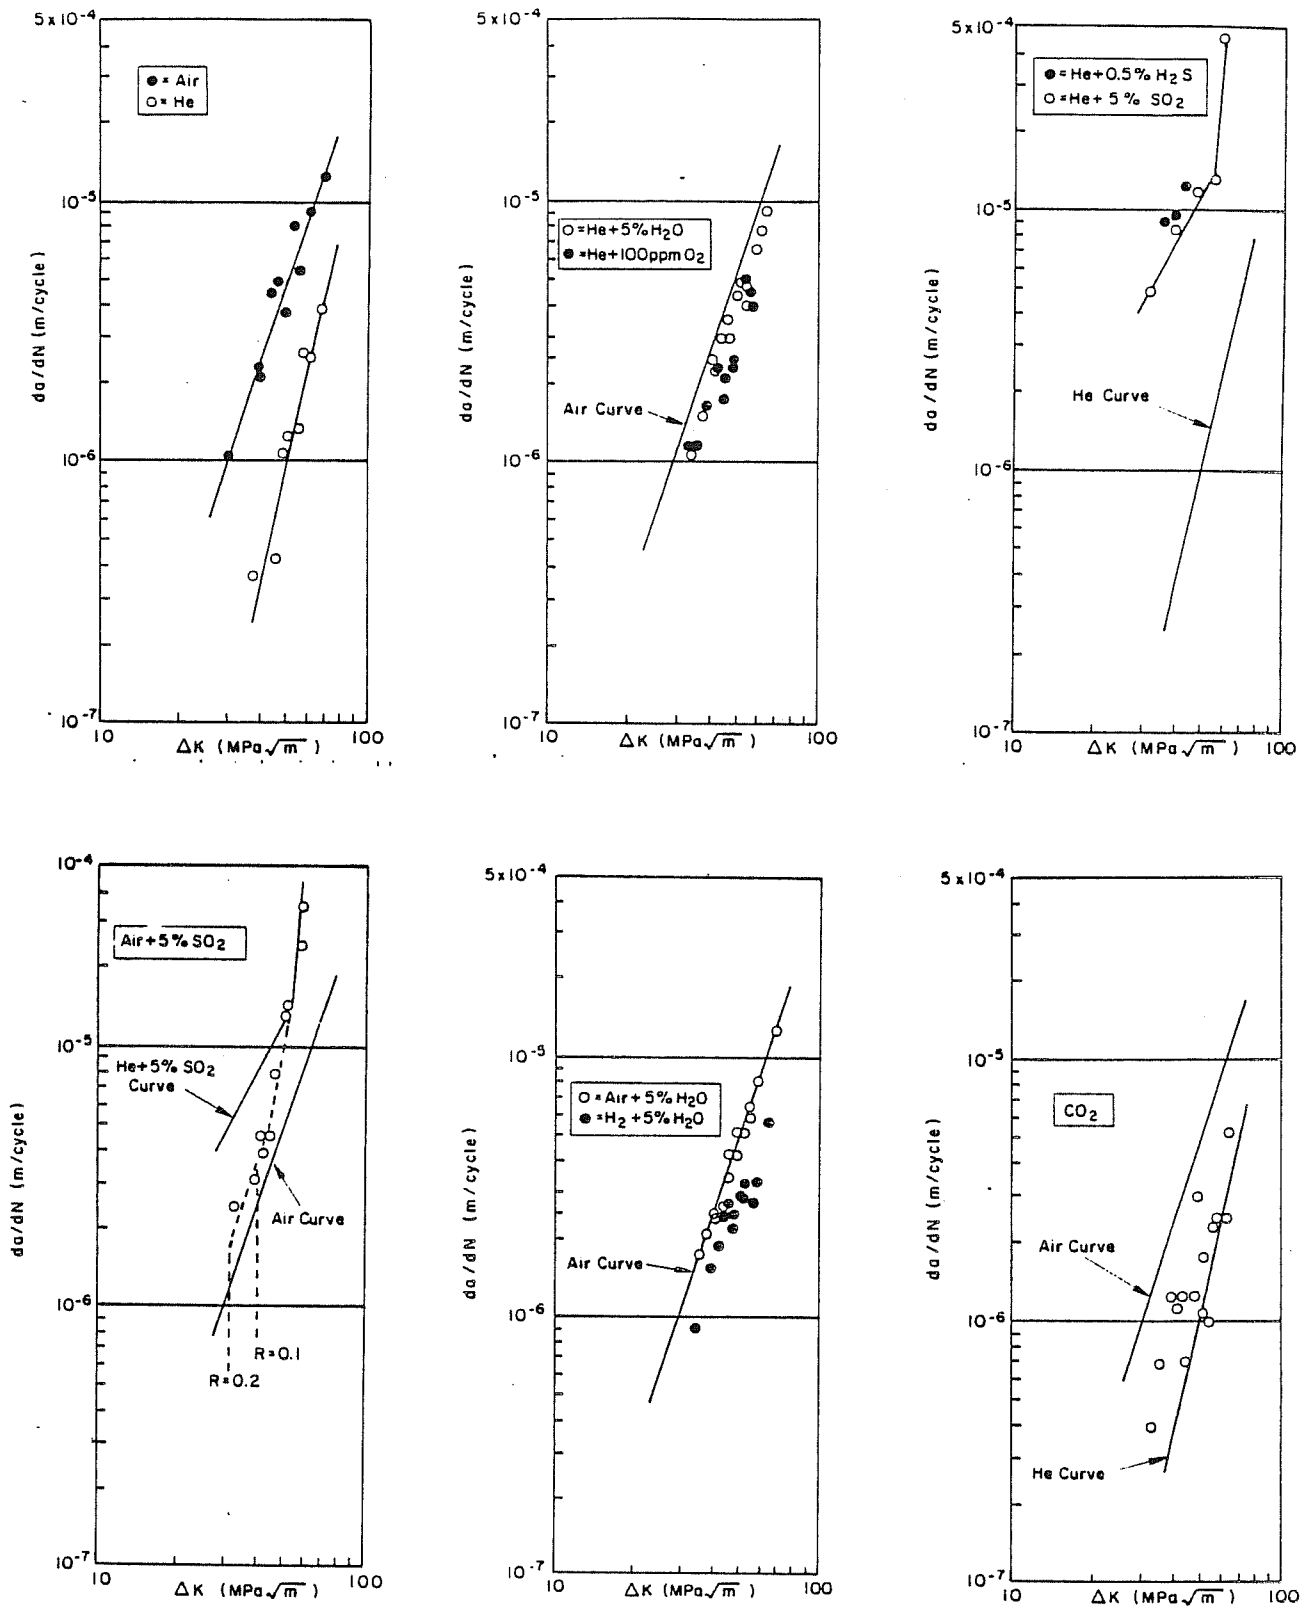 5x10⁻⁴
● = Air
○ = He
10⁻⁵
da/dN (m/cycle)
10⁻⁶
10⁻⁷
10
ΔK (MPa√m)
100
5x10⁻⁴
10⁻⁵
○ =He+5%H₂O
● =He+100ppmO₂
da/dN (m/cycle)
Air Curve
10⁻⁶
10⁻⁷
10
ΔK (MPa√m)
100
5x10⁻⁴
● =He+0.5%H₂S
○ =He+5% SO₂
10⁻⁵
da/dN (m/cycle)
He Curve
10⁻⁶
10⁻⁷
10
ΔK (MPa√m)
100
10⁻⁴
Air+5%SO₂
10⁻⁵
He+5%SO₂
Curve
da/dN (m/cycle)
Air Curve
10⁻⁶
R=0.1
R=0.2
10⁻⁷
10
ΔK (MPa√m)
100
5x10⁻⁴
10⁻⁵
○ =Air+5%H₂O
● =H₂+5%H₂O
da/dN (m/cycle)
Air Curve
10⁻⁶
10⁻⁷
10
ΔK (MPa√m)
100
5x10⁻⁴
10⁻⁵
CO₂
da/dN (m/cycle)
Air Curve
10⁻⁶
He Curve
10⁻⁷
10
ΔK (MPa√m)
100